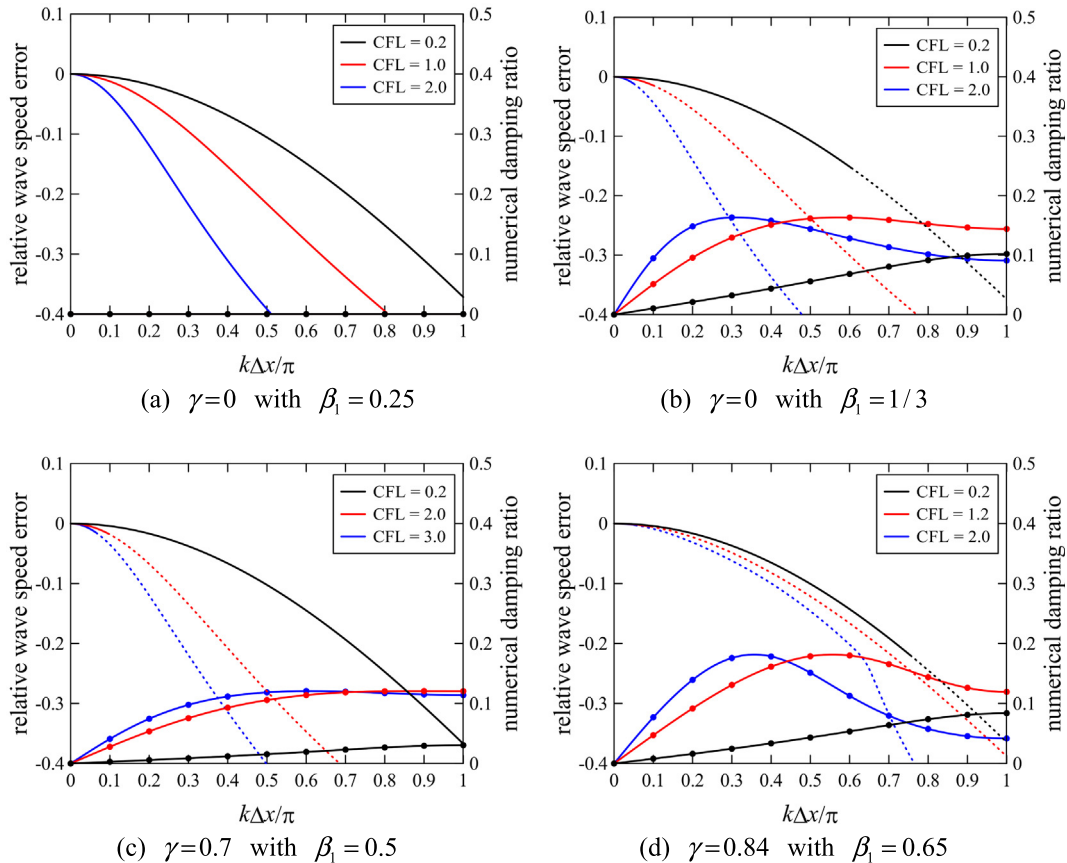 0.1
0
-0.1
-0.2
-0.3
-0.4
relative wave speed error
0.5
0.4
0.3
0.2
0.1
0
numerical damping ratio
CFL = 0.2
CFL = 1.0
CFL = 2.0
0 0.1 0.2 0.3 0.4 0.5 0.6 0.7 0.8 0.9 1
kΔx/π
(a) γ=0 with β₁=0.25
0.1
0
-0.1
-0.2
-0.3
-0.4
relative wave speed error
0.5
0.4
0.3
0.2
0.1
0
numerical damping ratio
CFL = 0.2
CFL = 1.0
CFL = 2.0
0 0.1 0.2 0.3 0.4 0.5 0.6 0.7 0.8 0.9 1
kΔx/π
(b) γ=0 with β₁=1/3
0.1
0
-0.1
-0.2
-0.3
-0.4
relative wave speed error
0.5
0.4
0.3
0.2
0.1
0
numerical damping ratio
CFL = 0.2
CFL = 2.0
CFL = 3.0
0 0.1 0.2 0.3 0.4 0.5 0.6 0.7 0.8 0.9 1
kΔx/π
(c) γ=0.7 with β₁=0.5
0.1
0
-0.1
-0.2
-0.3
-0.4
relative wave speed error
0.5
0.4
0.3
0.2
0.1
0
numerical damping ratio
CFL = 0.2
CFL = 1.2
CFL = 2.0
0 0.1 0.2 0.3 0.4 0.5 0.6 0.7 0.8 0.9 1
kΔx/π
(d) γ=0.84 with β₁=0.65